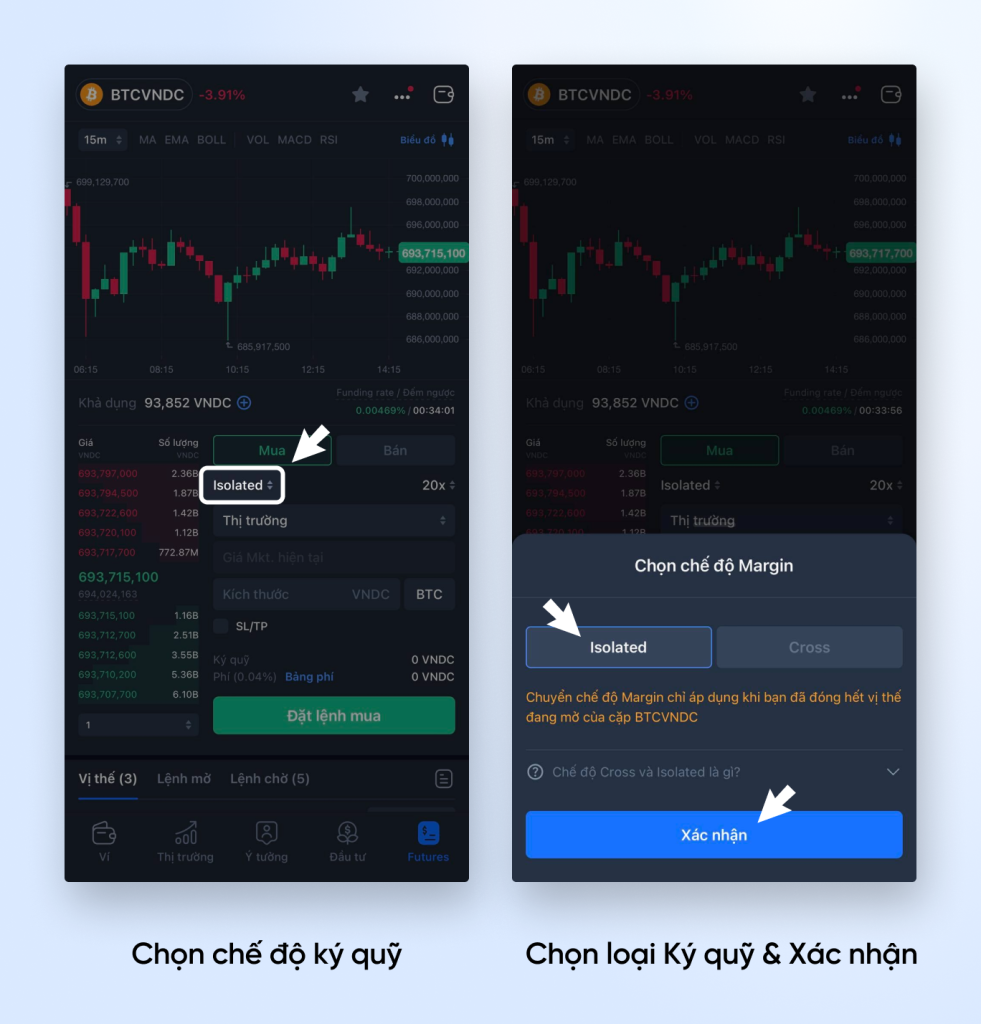 BTCVNDC -3.91%
15m MA EMA BOLL VOL MACD RSI Biểu đồ
699,129,700
700,000,000
698,000,000
696,000,000
693,715,100
692,000,000
690,000,000
688,000,000
686,000,000
685,917,500
06:15 08:15 10:15 12:15 14:15
Khả dụng 93,852 VNDC
Funding rate / Đếm ngược
0.00469% / 00:34:01
Giá Số lượng
VNDC VNDC
693,797,000 2.36B
693,794,500 1.87B
693,722,600 1.42B
693,720,100 1.12B
693,717,700 772.87M
693,715,100
694,024,163
693,715,100 1.16B
693,712,700 2.51B
693,712,600 3.55B
693,710,200 5.36B
693,707,700 6.10B
1
Mua Bán
Isolated 20x
Thị trường
Giá Mkt. hiện tại
Kích thước VNDC BTC
SL/TP
Ký quỹ 0 VNDC
Phí (0.04%) Bảng phí 0 VNDC
Đặt lệnh mua
Vị thế (3) Lệnh mở Lệnh chờ (5)
Ví Thị trường Ý tưởng Đầu tư Futures
Chọn chế độ ký quỹ
BTCVNDC -3.91%
15m MA EMA BOLL VOL MACD RSI Biểu đồ
699,129,700
700,000,000
698,000,000
696,000,000
693,717,700
692,000,000
690,000,000
688,000,000
686,000,000
685,917,500
06:15 08:15 10:15 12:15 14:15
Khả dụng 93,852 VNDC
Funding rate / Đếm ngược
0.00469% / 00:33:56
Giá Số lượng
VNDC VNDC
693,797,000 2.36B
693,794,500 1.87B
693,722,600 1.42B
693,720,100 1.12B
Mua Bán
Isolated 20x
Thị trường
Chọn chế độ Margin
Isolated Cross
Chuyển chế độ Margin chỉ áp dụng khi bạn đã đóng hết vị thế
đang mở của cặp BTCVNDC
Chế độ Cross và Isolated là gì?
Xác nhận
Chọn loại Ký quỹ & Xác nhận